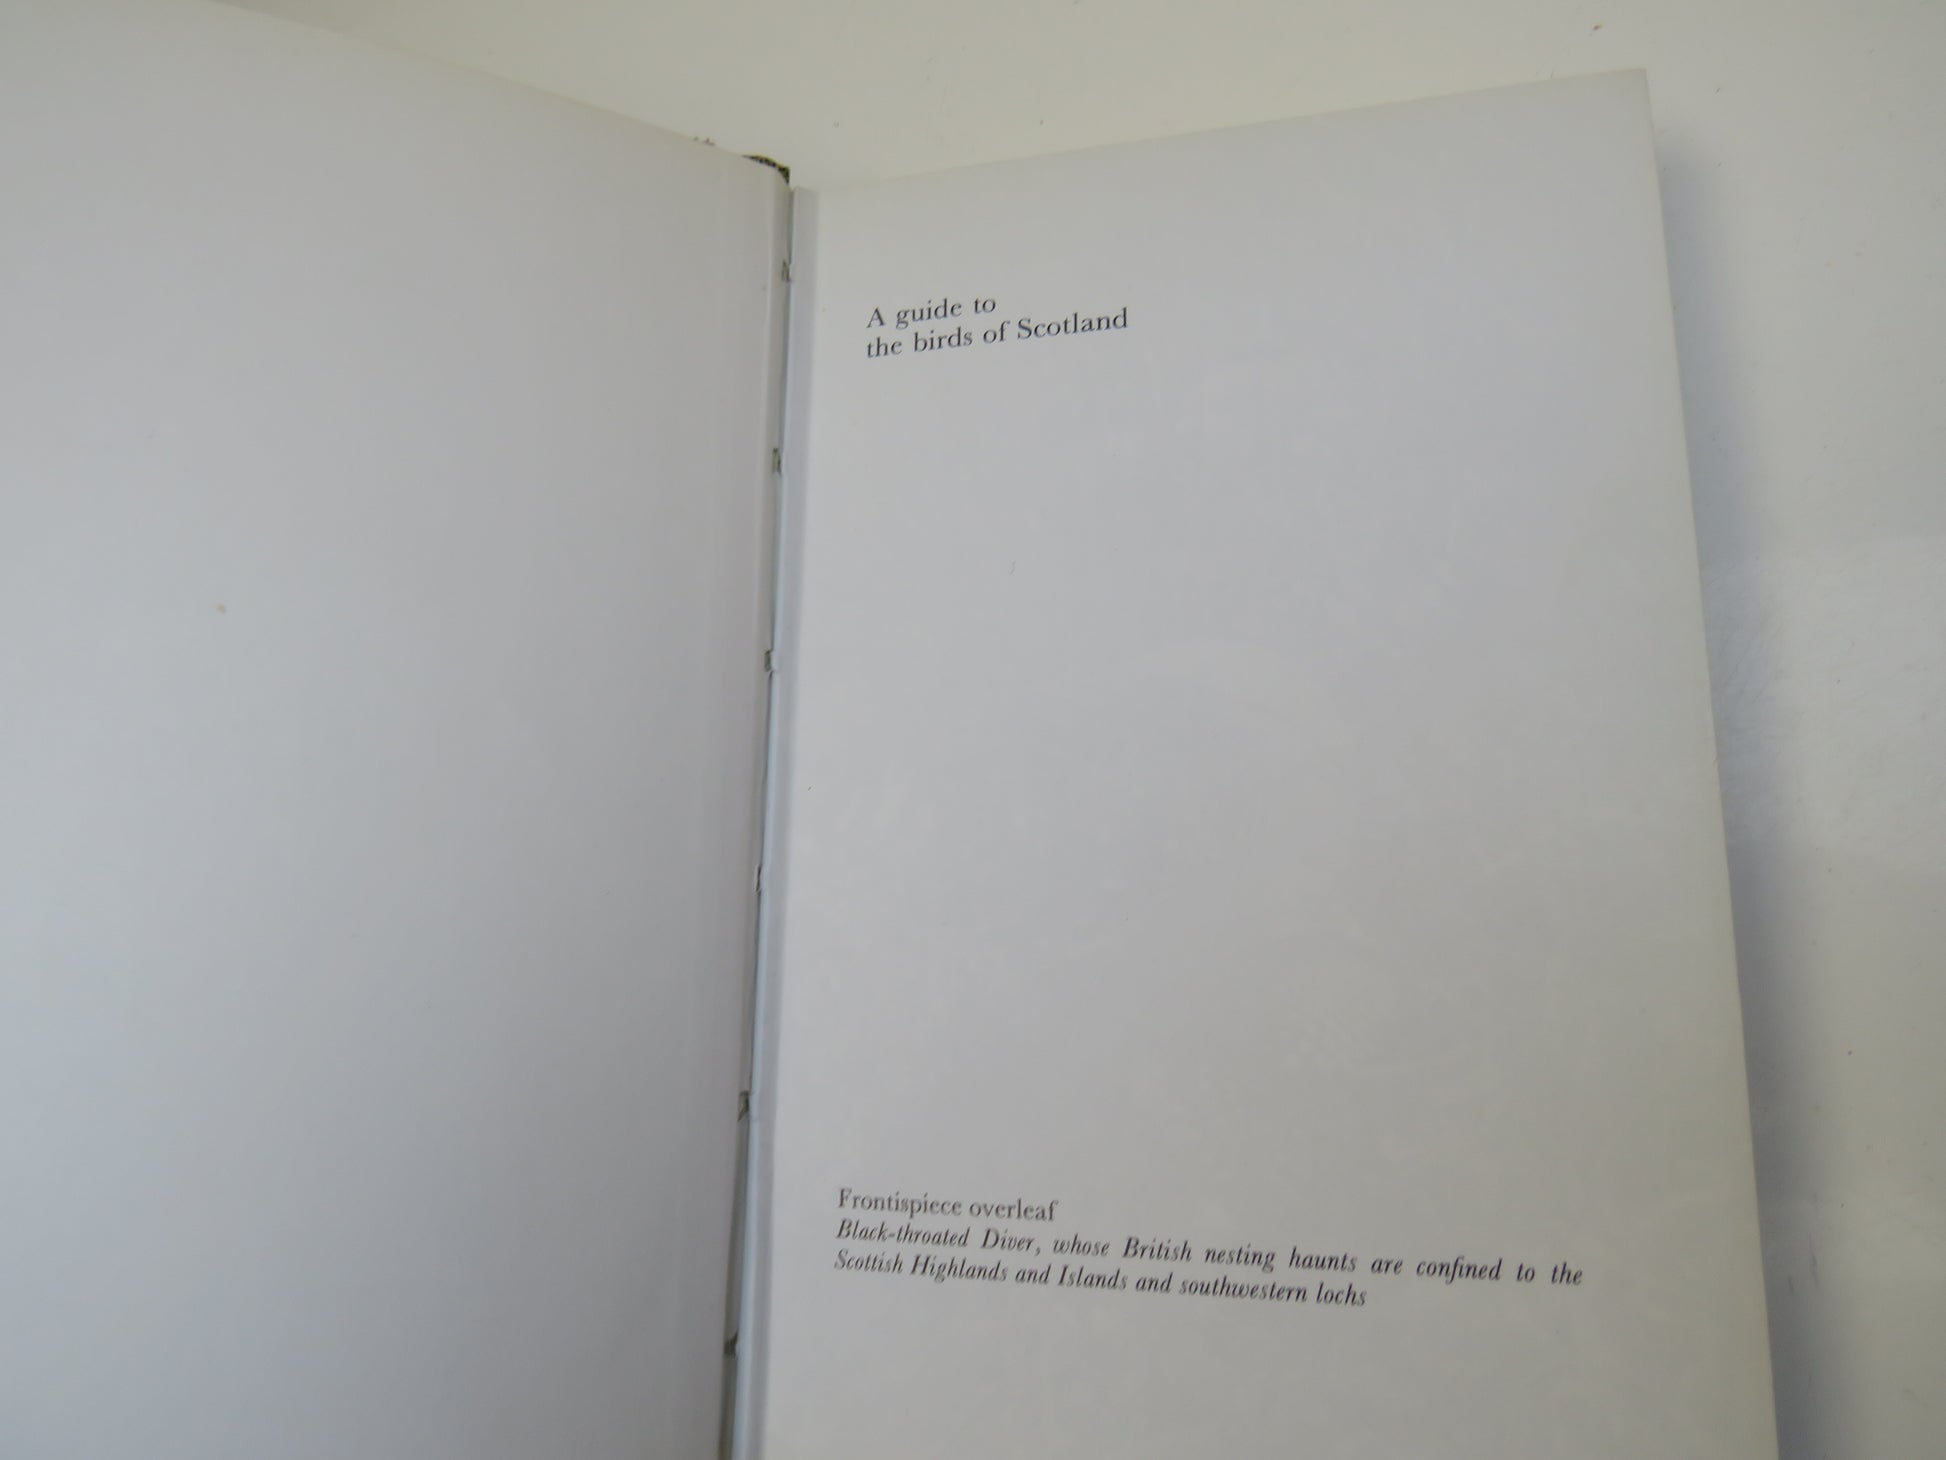 A guide to
the birds of Scotland
Frontispiece overleaf
Black-throated Diver, whose British nesting haunts are confined to the
Scottish Highlands and Islands and southwestern lochs